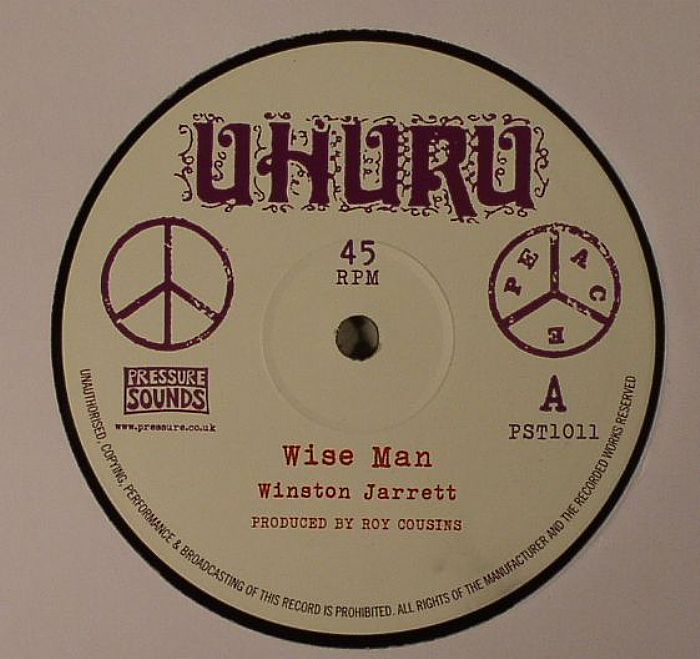 UHURU
45
RPM
PEACE
PRESSURE
SOUNDS
www.pressure.co.uk
A
PST1011
Wise Man
Winston Jarrett
PRODUCED BY ROY COUSINS
UNAUTHORISED, COPYING, PERFORMANCE & BROADCASTING OF THIS RECORD IS PROHIBITED. ALL RIGHTS OF THE MANUFACTURER AND THE RECORDED WORKS RESERVED